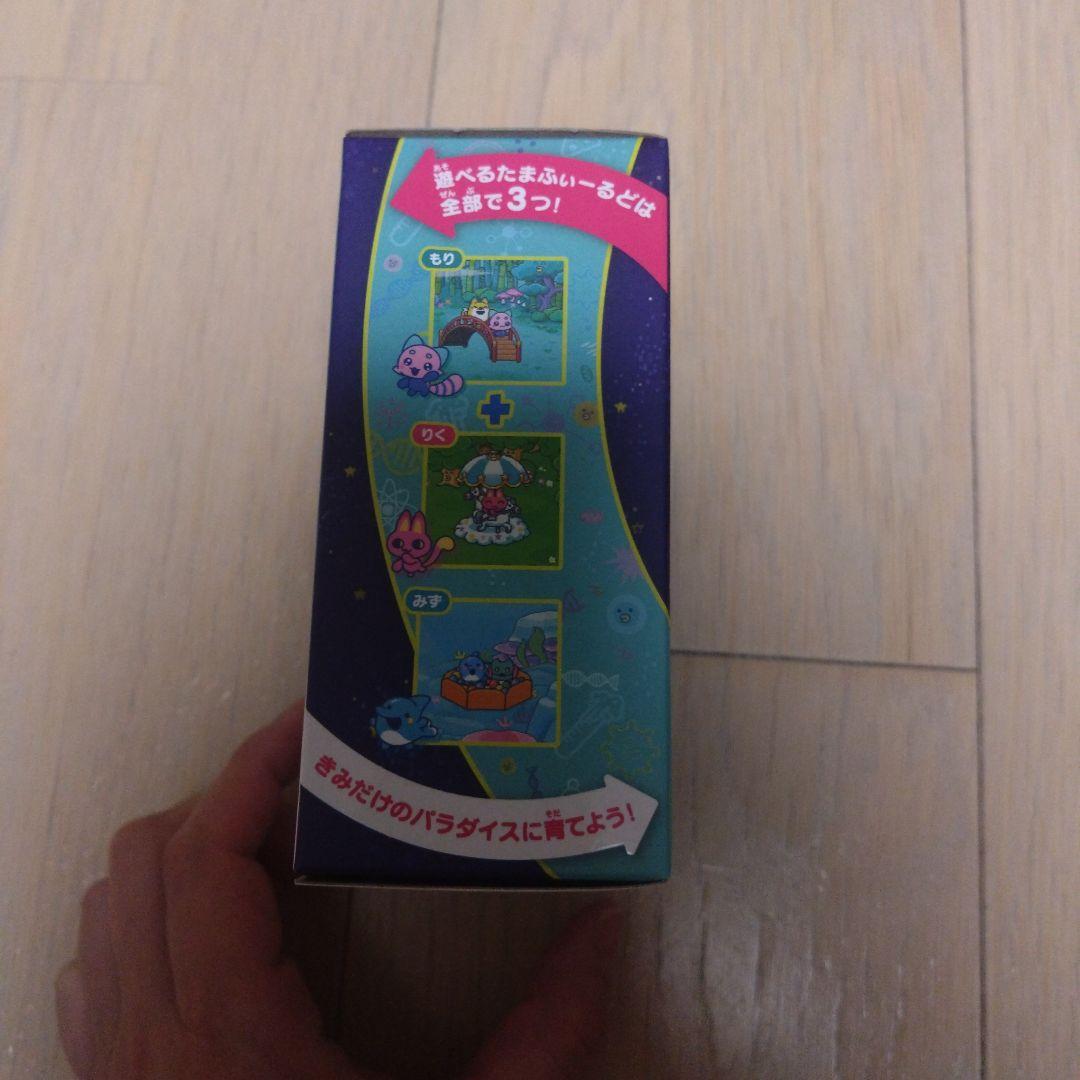 遊べるたまふぃーるどは
全部で3つ!
もり
りく
みず
きみだけのパラダイスに育てよう!